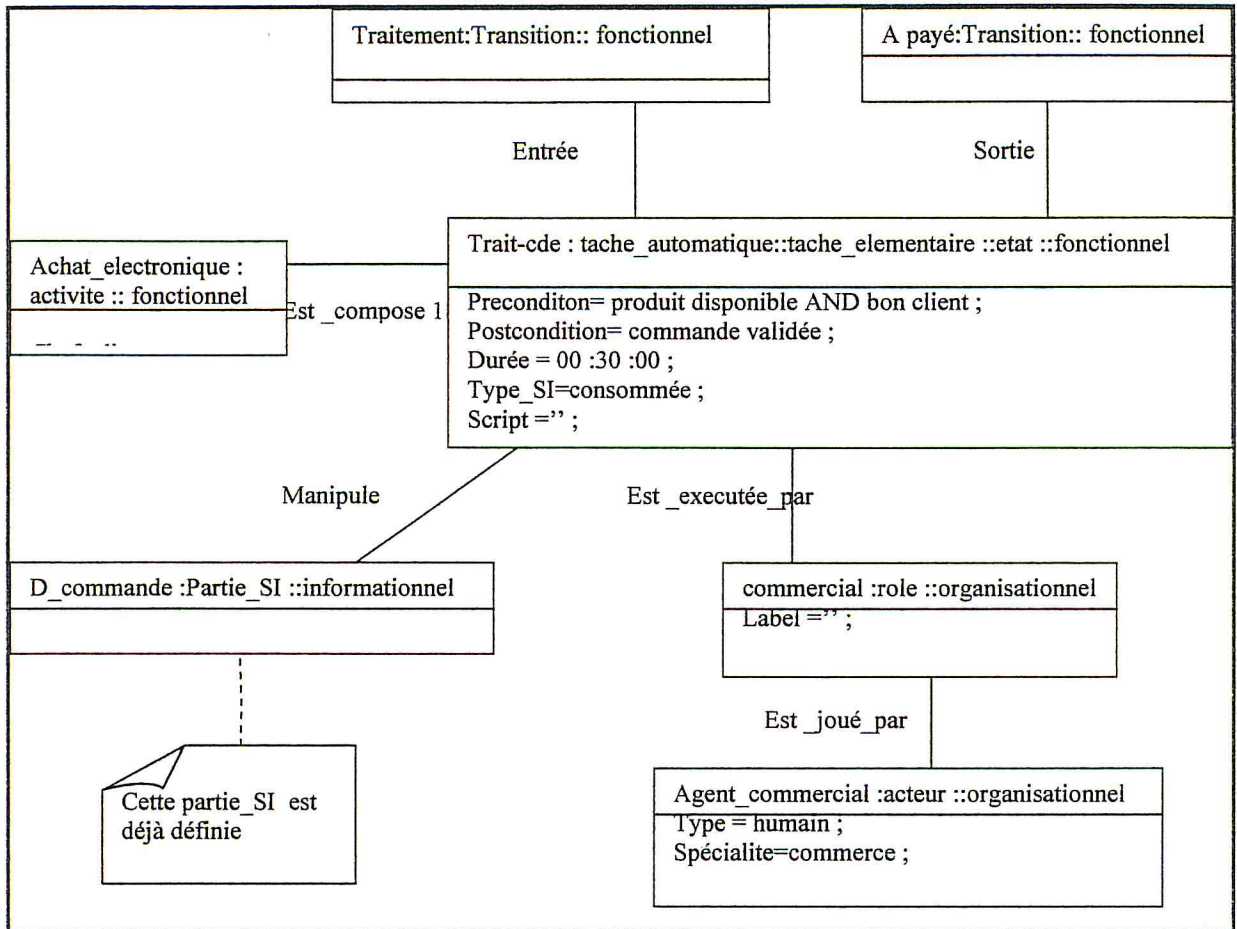 Traitement:Transition:: fonctionnel
A payé:Transition:: fonctionnel
Entrée
Sortie
Trait-cde : tache_automatique::tache_elementaire ::etat ::fonctionnel
Achat_electronique :
activite :: fonctionnel
Est _compose 1
Preconditon= produit disponible AND bon client ;
Postcondition= commande validée ;
Durée = 00 :30 :00 ;
Type_SI=consommée ;
Script =’’ ;
Manipule
Est _executée_par
D_commande :Partie_SI ::informationnel
commercial :role ::organisationnel
Label =’’ ;
Est _joué_par
Cette partie_SI est
déjà définie
Agent_commercial :acteur ::organisationnel
Type = humain ;
Spécialite=commerce ;